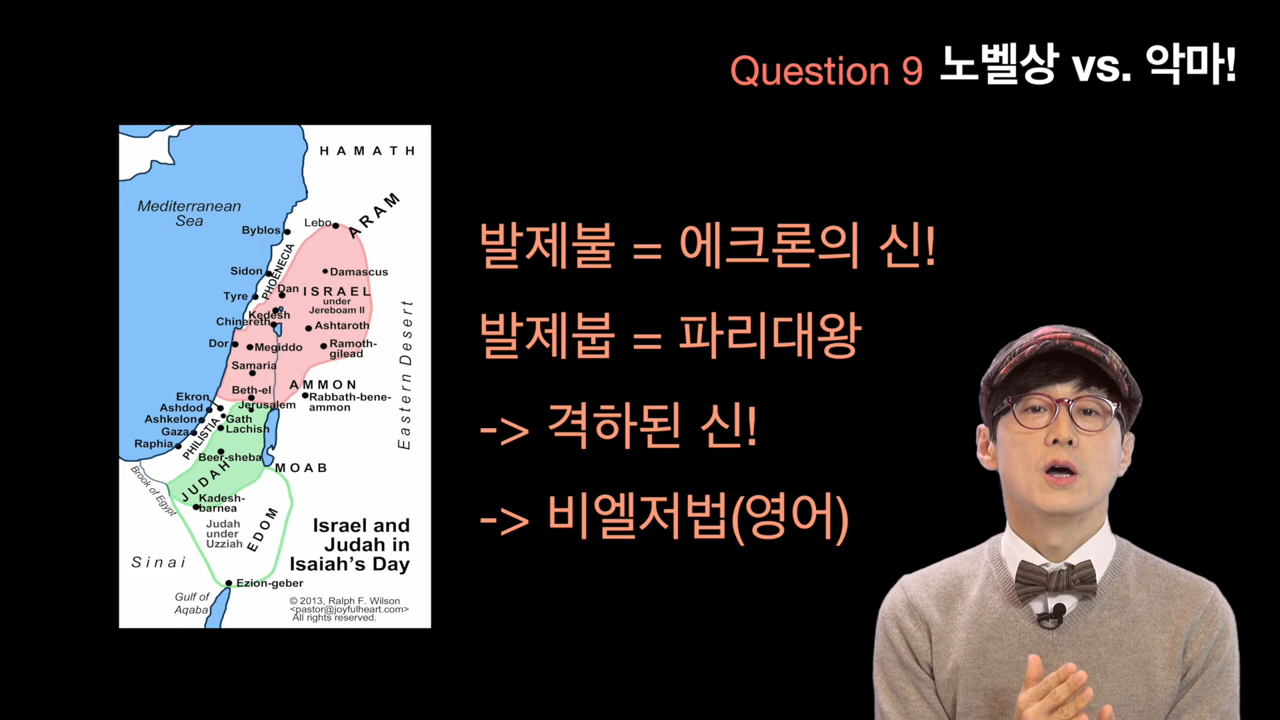 Question 9 노벨상 vs. 악마!
발제불 = 에크론의 신!
발제붑 = 파리대왕
-> 격하된 신!
-> 비엘저법(영어)
HAMATH
Mediterranean
Sea
ARAM
Lebo
Byblos
PHOENICIA
Sidon
Damascus
Dan
ISRAEL
under
Jereboam II
Tyre
Kedesh
Chinereth
Ashtaroth
Dor
Megiddo
Ramoth-
gilead
Samaria
Eastern Desert
AMMON
Beth-el
Rabbath-bene-
ammon
Ekron
Jerusalem
Ashdod
Ashkelon
Gath
Gaza
Lachish
PHILISTIA
Raphia
Beer-sheba
MOAB
JUDAH
Brook of Egypt
Kadesh-
barnea
Judah
under
Uzziah
EDOM
Israel and
Judah in
Isaiah's Day
Sinai
Ezion-geber
Gulf of
Aqaba
© 2013, Ralph F. Wilson
<pastor@joyfulheart.com>
All rights reserved.